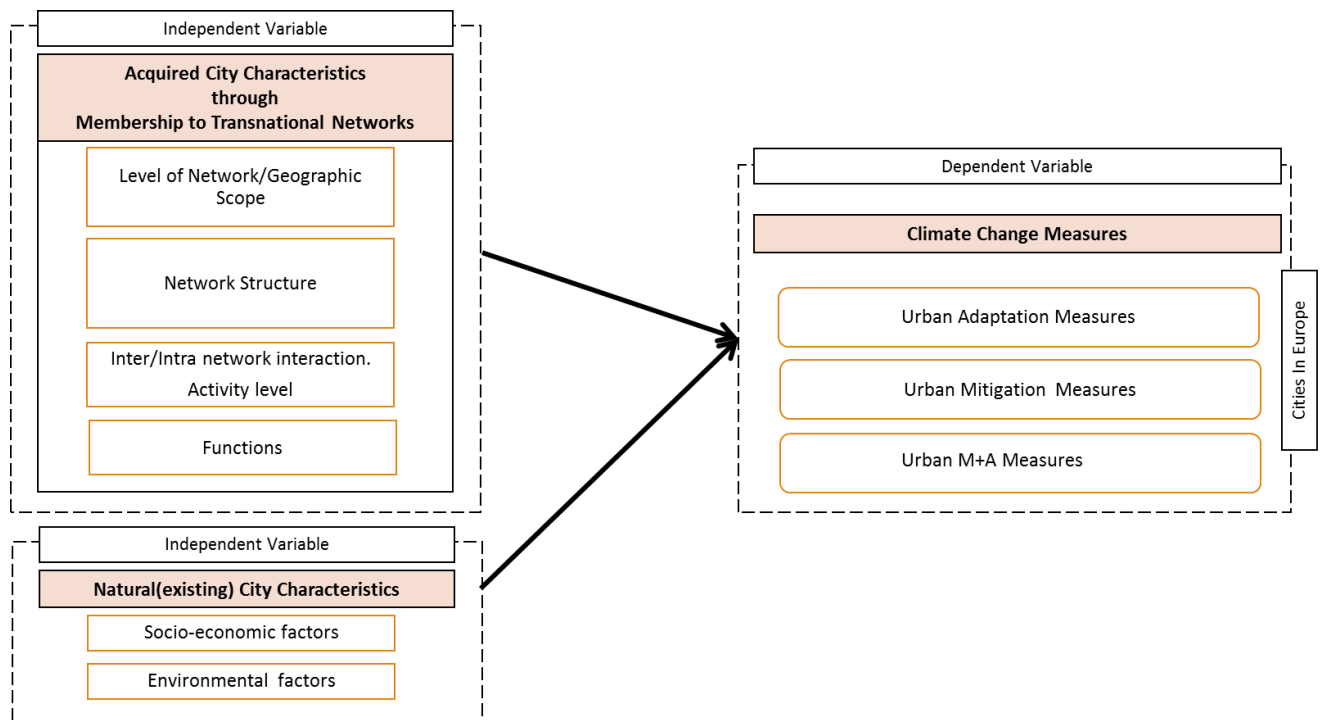 Independent Variable
Acquired City Characteristics
through
Membership to Transnational Networks
Level of Network/Geographic
Scope
Network Structure
Inter/Intra network interaction.
Activity level
Functions
Independent Variable
Natural(existing) City Characteristics
Socio-economic factors
Environmental factors
Dependent Variable
Climate Change Measures
Urban Adaptation Measures
Urban Mitigation Measures
Urban M+A Measures
Cities In Europe